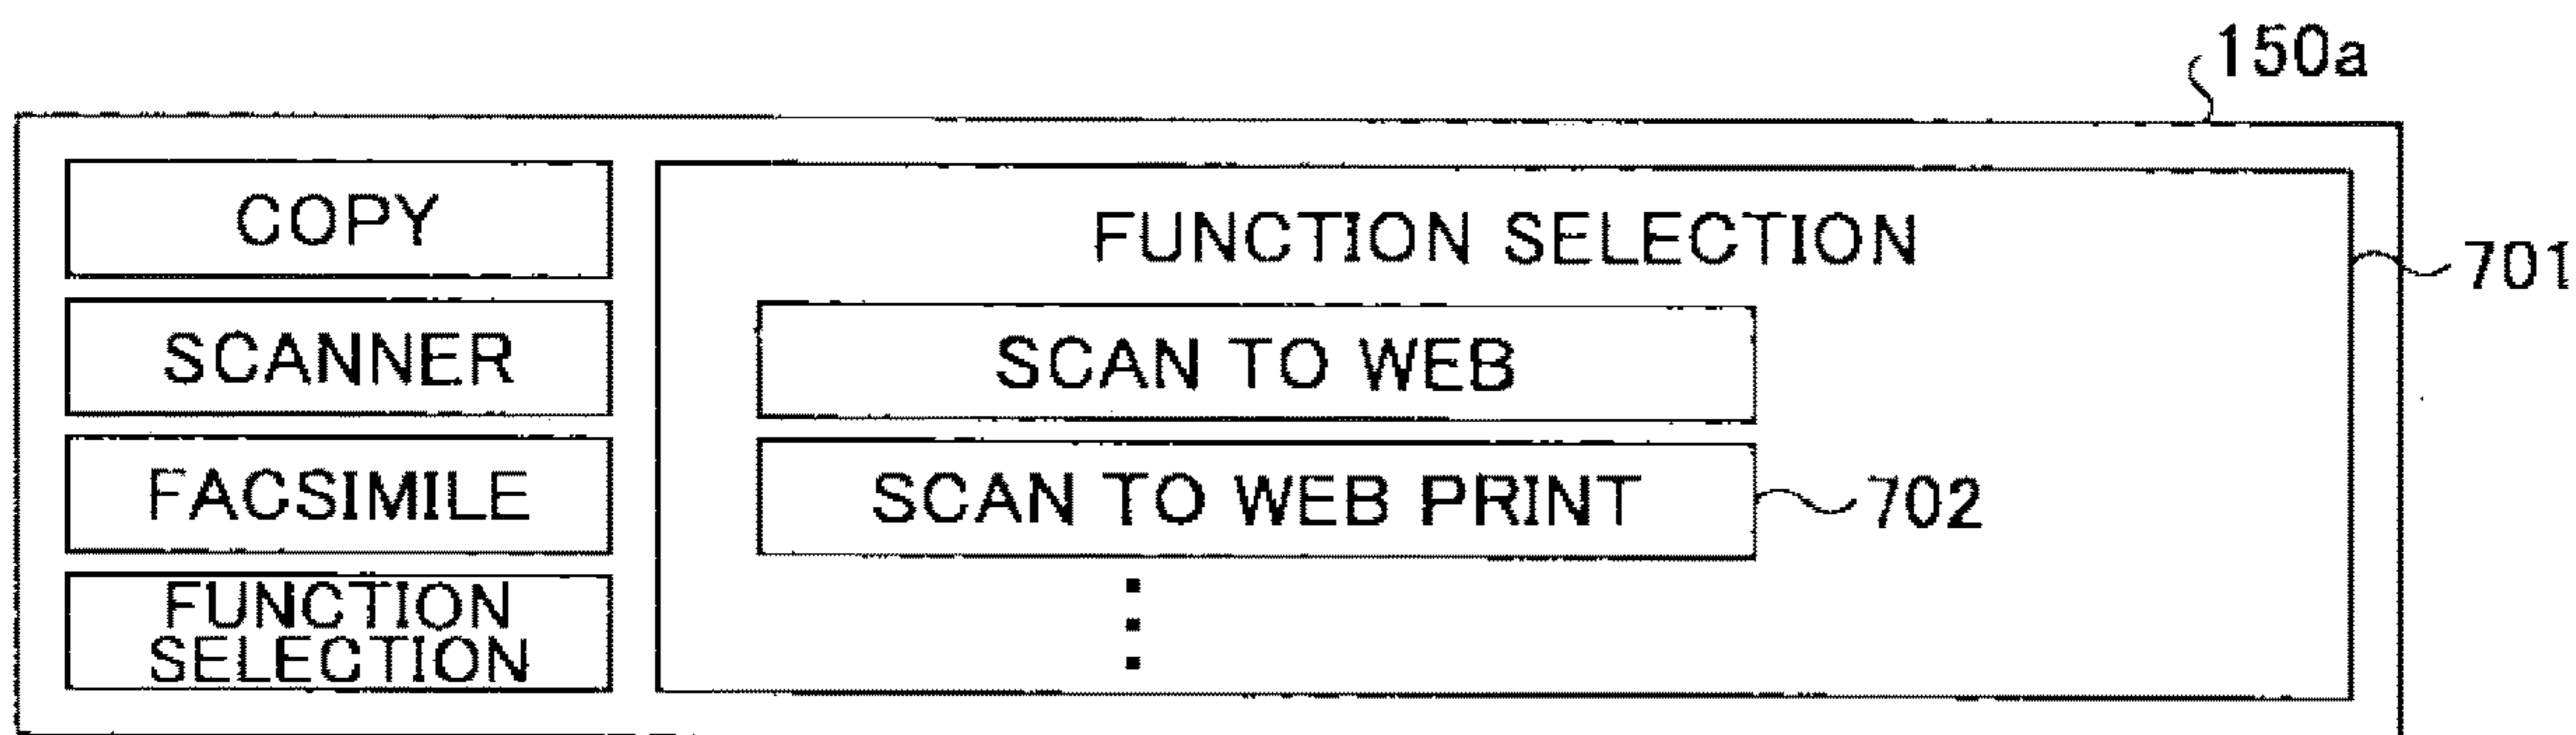 150a
COPY
SCANNER
FACSIMILE
FUNCTION
SELECTION
FUNCTION SELECTION
701
SCAN TO WEB
SCAN TO WEB PRINT
702